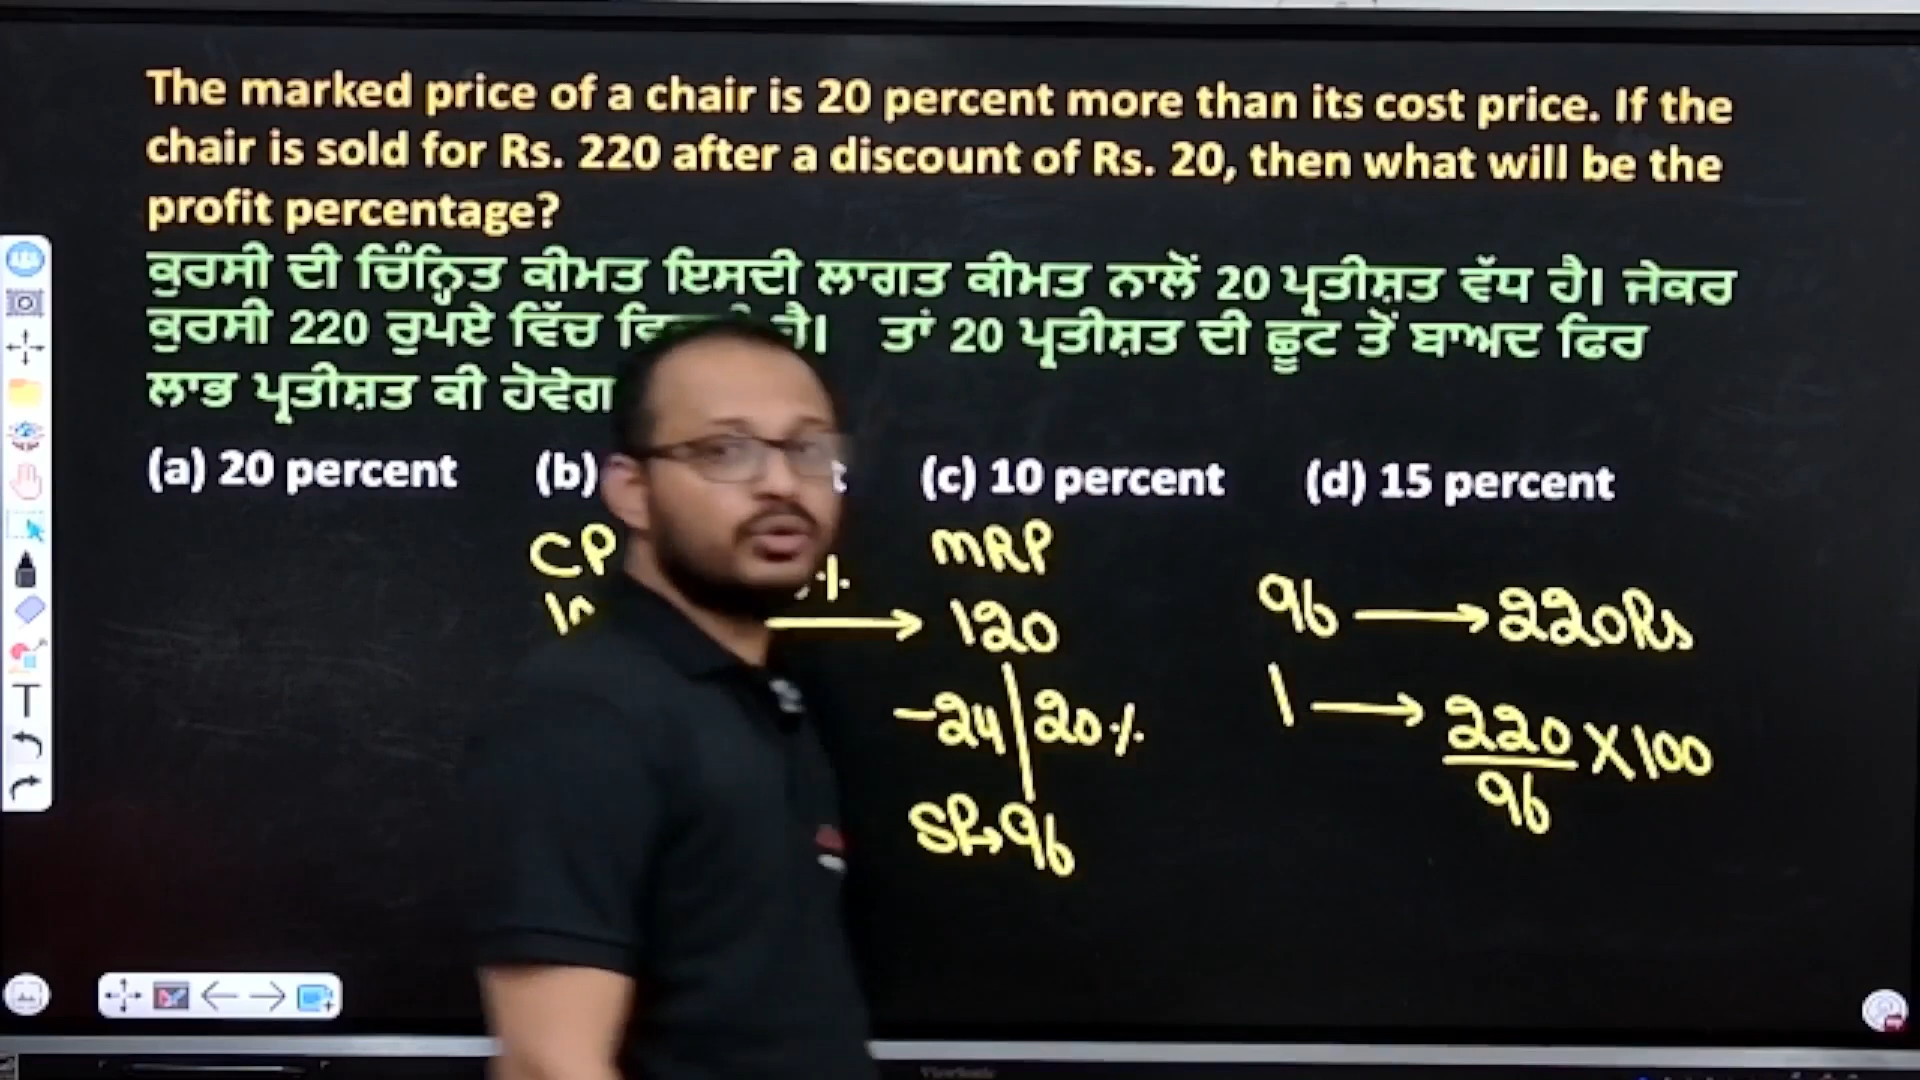 The marked price of a chair is 20 percent more than its cost price. If the
chair is sold for Rs. 220 after a discount of Rs. 20, then what will be the
profit percentage?
ਕੁਰਸੀ ਦੀ ਚਿੰਨ੍ਹਿਤ ਕੀਮਤ ਇਸਦੀ ਲਾਗਤ ਕੀਮਤ ਨਾਲੋਂ 20 ਪ੍ਰਤੀਸ਼ਤ ਵੱਧ ਹੈ। ਜੇਕਰ
ਕੁਰਸੀ 220 ਰੁਪਏ ਵਿੱਚ ਹੈ। ਤਾਂ 20 ਪ੍ਰਤੀਸ਼ਤ ਦੀ ਛੂਟ ਤੋਂ ਬਾਅਦ ਫਿਰ
ਲਾਭ ਪ੍ਰਤੀਸ਼ਤ ਕੀ
(a) 20 percent (b) (c) 10 percent (d) 15 percent
CP MRP
120
-24 20%
SP→96
96 → 220Rs
1 → 220/96 X100
ViewSonic